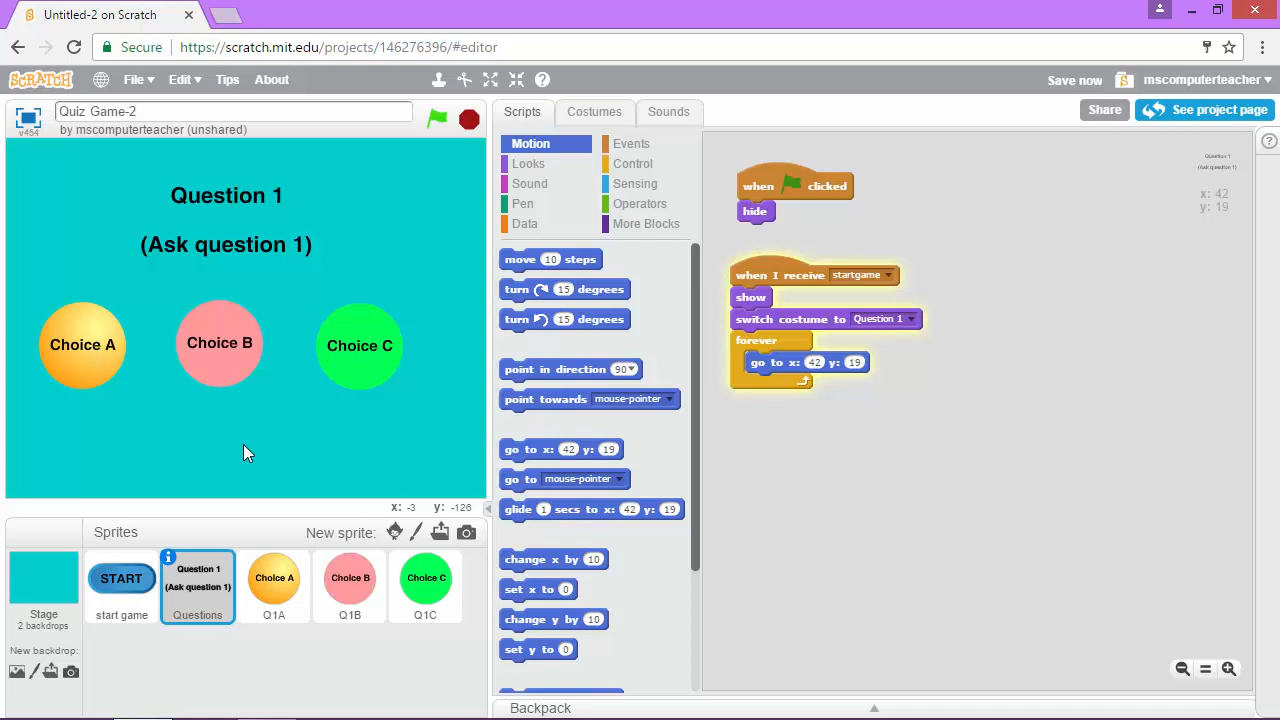 Untitled-2 on Scratch
Secure https://scratch.mit.edu/projects/146276396/#editor
SCRATCH File Edit Tips About Save now mscomputerteacher
Quiz Game-2
by mscomputerteacher (unshared)
v454
Scripts Costumes Sounds Share See project page
Question 1
(Ask question 1)
Choice A Choice B Choice C
x: -3 y: -126
Motion Events
Looks Control
Sound Sensing
Pen Operators
Data More Blocks
move 10 steps
turn 15 degrees
turn 15 degrees
point in direction 90
point towards mouse-pointer
go to x: 42 y: 19
go to mouse-pointer
glide 1 secs to x: 42 y: 19
change x by 10
set x to 0
change y by 10
set y to 0
when clicked
hide
when I receive startgame
show
switch costume to Question 1
forever
go to x: 42 y: 19
Question 1
(Ask question 1)
x: 42
y: 19
Sprites New sprite:
START
Question 1
(Ask question 1)
Choice A
Choice B
Choice C
Stage
2 backdrops
start game Questions Q1A Q1B Q1C
New backdrop:
Backpack